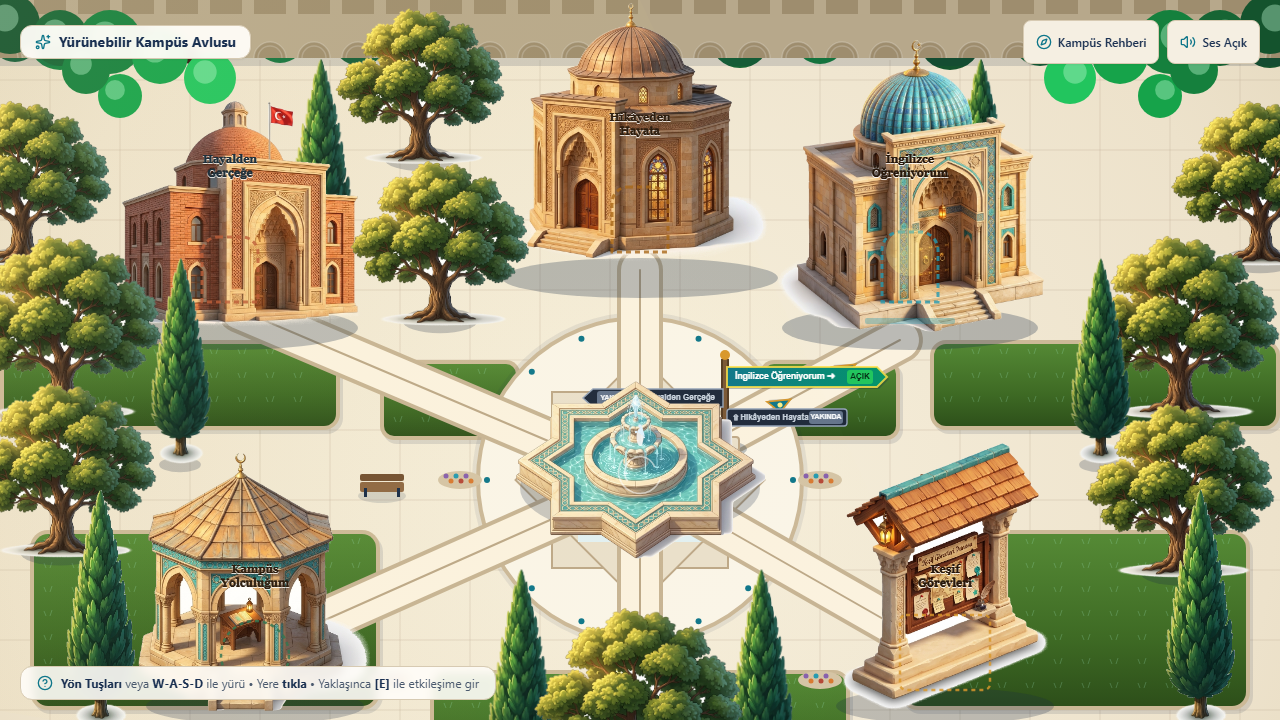 Yürünebilir Kampüs Avlusu
Kampüs Rehberi
Ses Açık
Hikâyeden
Hayata
Hayalden
Gerçeğe
İngilizce
Öğreniyorum
İngilizce Öğreniyorum ➔
AÇIK
Gerçeğe
Hikâyeden Hayata
YAKINDA
Kampüs
Yolculuğum
Keşif
Görevleri
Yön Tuşları veya W-A-S-D ile yürü • Yere tıkla • Yaklaşınca [E] ile etkileşime gir